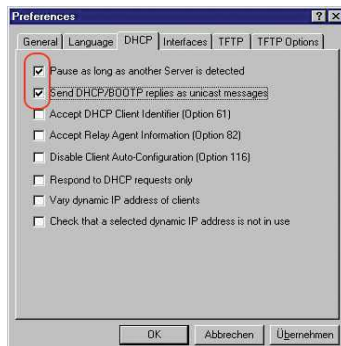 Preferences
General Language DHCP Interfaces TFTP TFTP Options
Pause as long as another Server is detected
Send DHCP/BOOTP replies as unicast messages
Accept DHCP Client Identifier (Option 61)
Accept Relay Agent Information (Option 82)
Disable Client Auto-Configuration (Option 116)
Respond to DHCP requests only
Vary dynamic IP address of clients
Check that a selected dynamic IP address is not in use
OK Abbrechen Übernehmen